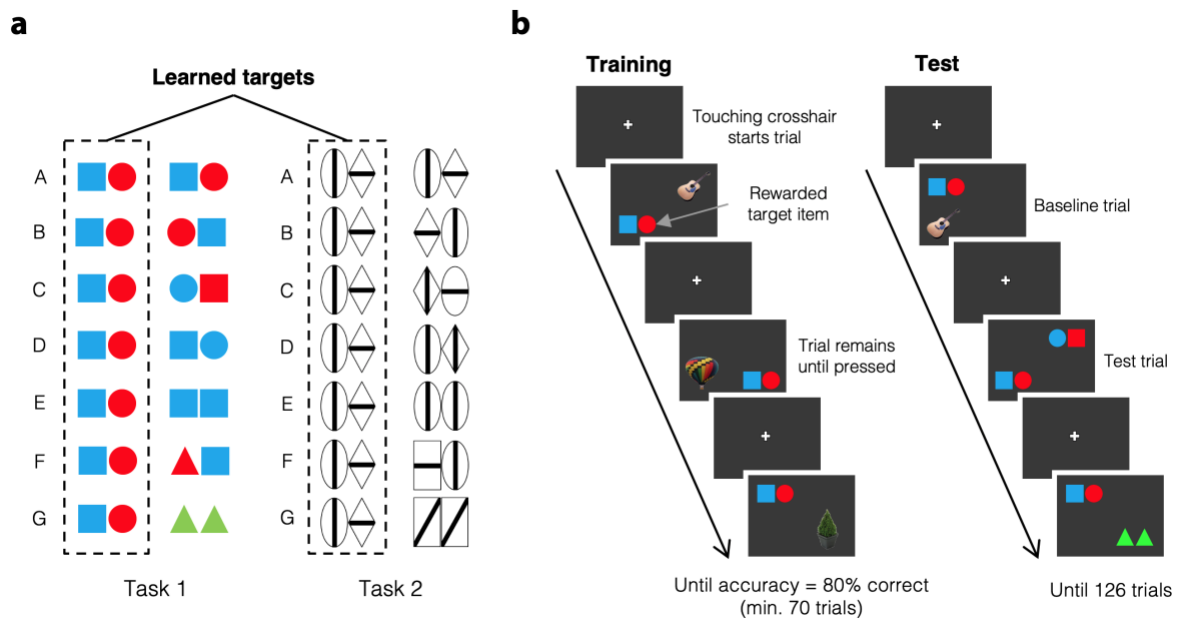 a
Learned targets
A
B
C
D
E
F
G
Task 1
A
B
C
D
E
F
G
Task 2
b
Training
Touching crosshair
starts trial
Rewarded
target item
Trial remains
until pressed
Until accuracy = 80% correct
(min. 70 trials)
Test
Baseline trial
Test trial
Until 126 trials